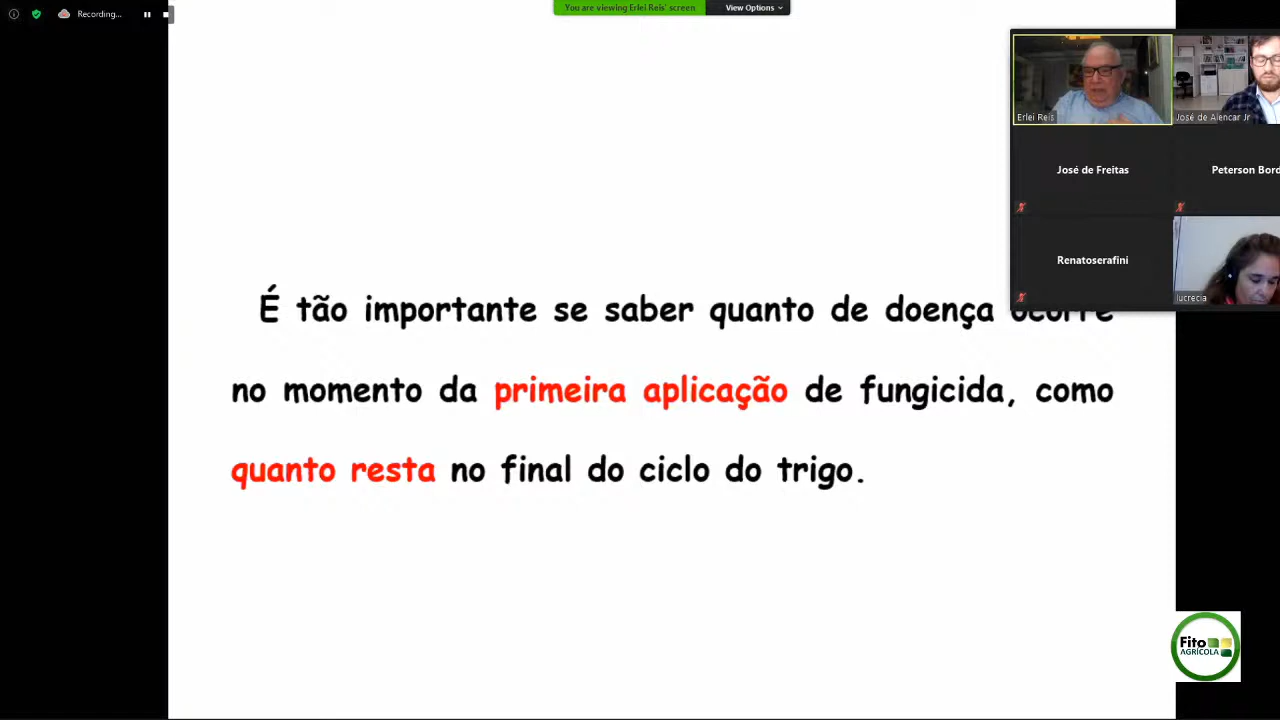 Recording...
You are viewing Erlei Reis' screen
View Options
Erlei Reis
José de Alencar Jr
José de Freitas
Peterson Bord
Renatoserafini
lucrecia
É tão importante se saber quanto de doença ocorre
no momento da primeira aplicação de fungicida, como
quanto resta no final do ciclo do trigo.
Fito
AGRÍCOLA